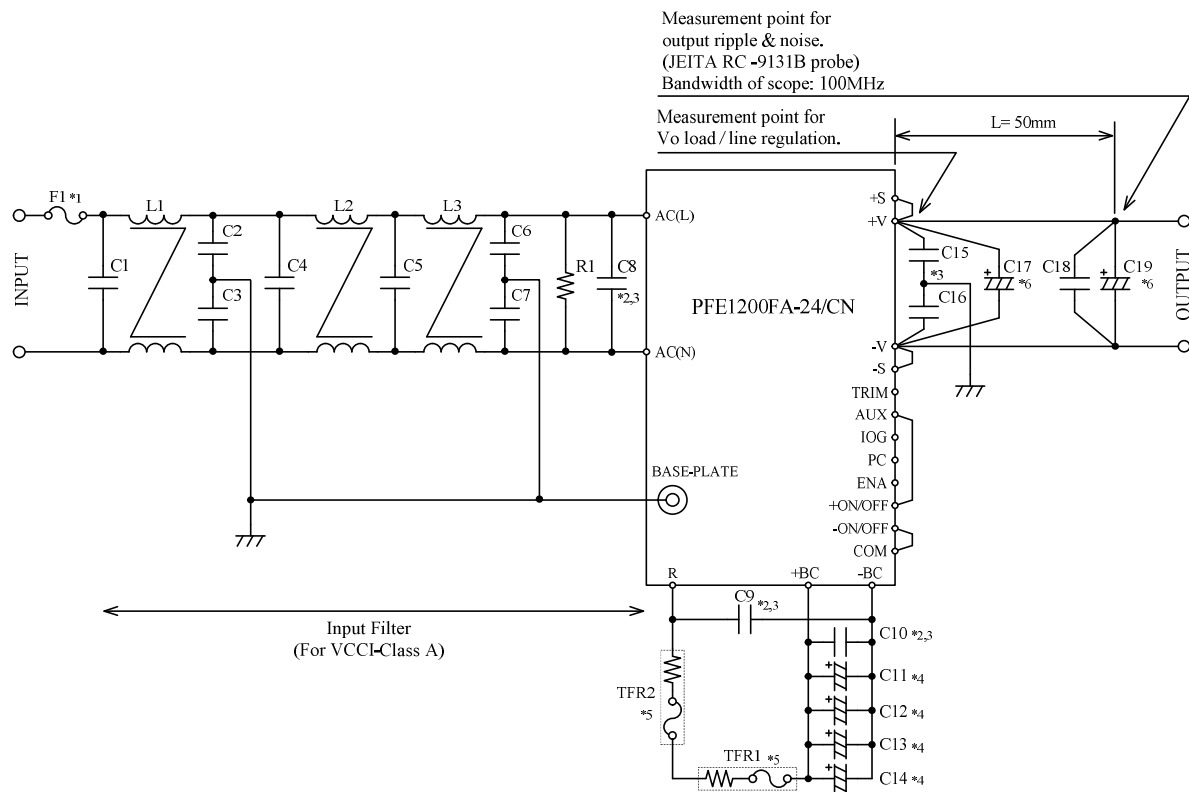 Measurement point for
output ripple & noise.
(JEITA RC -9131B probe)
Bandwidth of scope: 100MHz
Measurement point for
Vo load / line regulation.
L= 50mm
F1 *1
L1
L2
L3
C1
C2
C3
C4
C5
C6
C7
R1
C8
*2,3
INPUT
AC(L)
AC(N)
PFE1200FA-24/CN
BASE-PLATE
+S
+V
-V
-S
TRIM
AUX
IOG
PC
ENA
+ON/OFF
-ON/OFF
COM
C15
*3
C16
C17
*6
C18
C19
*6
OUTPUT
R
+BC
-BC
Input Filter
(For VCCI-Class A)
C9 *2,3
C10 *2,3
C11 *4
C12 *4
C13 *4
C14 *4
TFR2
*5
TFR1 *5
+
+
+
+
+
+